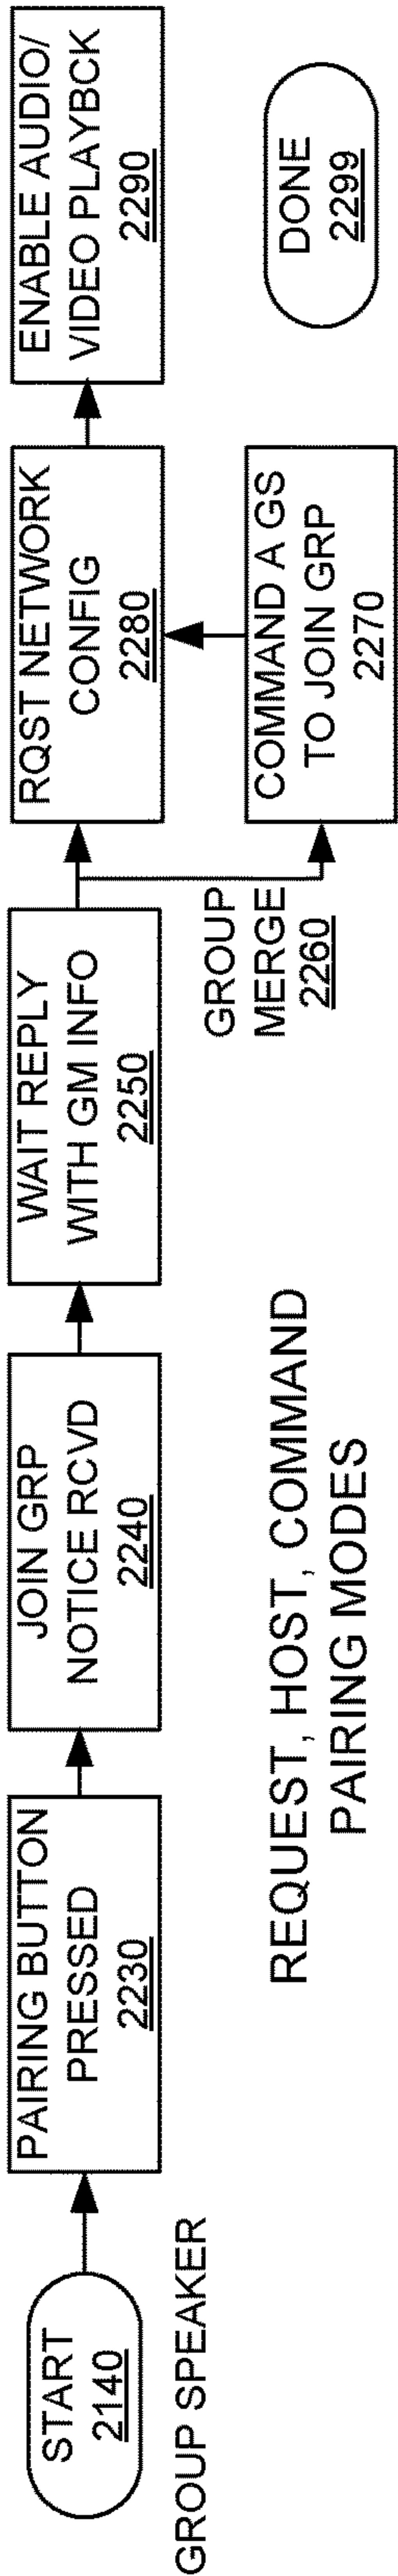 START
2140
GROUP SPEAKER
PAIRING BUTTON
PRESSED
2230
JOIN GRP
NOTICE RCVD
2240
WAIT REPLY
WITH GM INFO
2250
GROUP
MERGE
2260
RQST NETWORK
CONFIG
2280
COMMAND A GS
TO JOIN GRP
2270
ENABLE AUDIO/
VIDEO PLAYBCK
2290
DONE
2299
REQUEST, HOST, COMMAND
PAIRING MODES